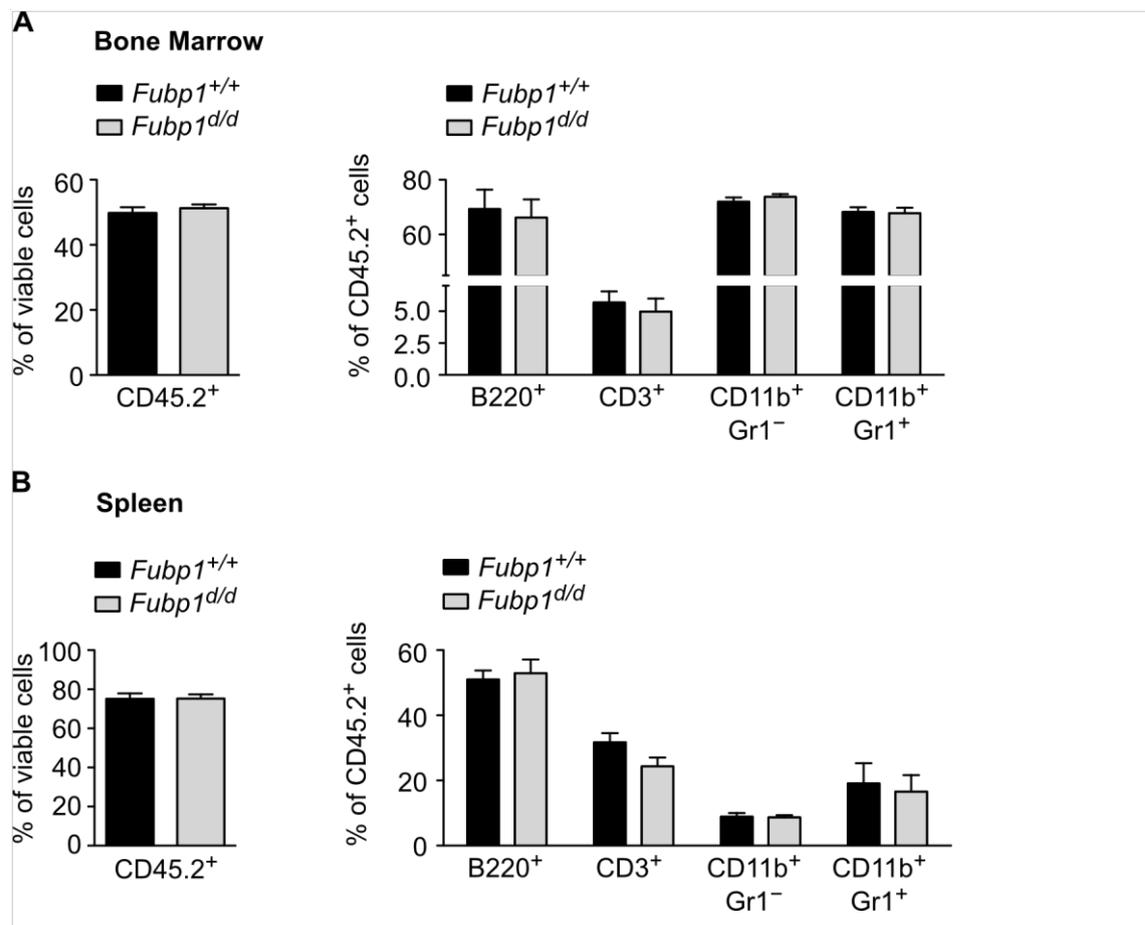 A
Bone Marrow
Fubp1+/+
Fubp1d/d
% of viable cells
60
40
20
0
CD45.2+
Fubp1+/+
Fubp1d/d
% of CD45.2+ cells
80
60
5.0
2.5
0.0
B220+ CD3+ CD11b+ CD11b+
Gr1− Gr1+
B
Spleen
Fubp1+/+
Fubp1d/d
% of viable cells
100
80
60
40
20
0
CD45.2+
Fubp1+/+
Fubp1d/d
% of CD45.2+ cells
60
40
20
0
B220+ CD3+ CD11b+ CD11b+
Gr1− Gr1+